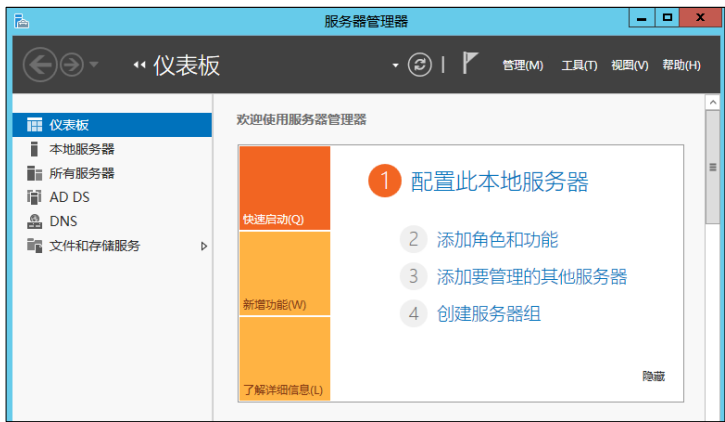 服务器管理器
仪表板
管理(M) 工具(T) 视图(V) 帮助(H)
仪表板
本地服务器
所有服务器
AD DS
DNS
文件和存储服务
欢迎使用服务器管理器
快速启动(Q)
新增功能(W)
了解详细信息(L)
1 配置此本地服务器
2 添加角色和功能
3 添加要管理的其他服务器
4 创建服务器组
隐藏